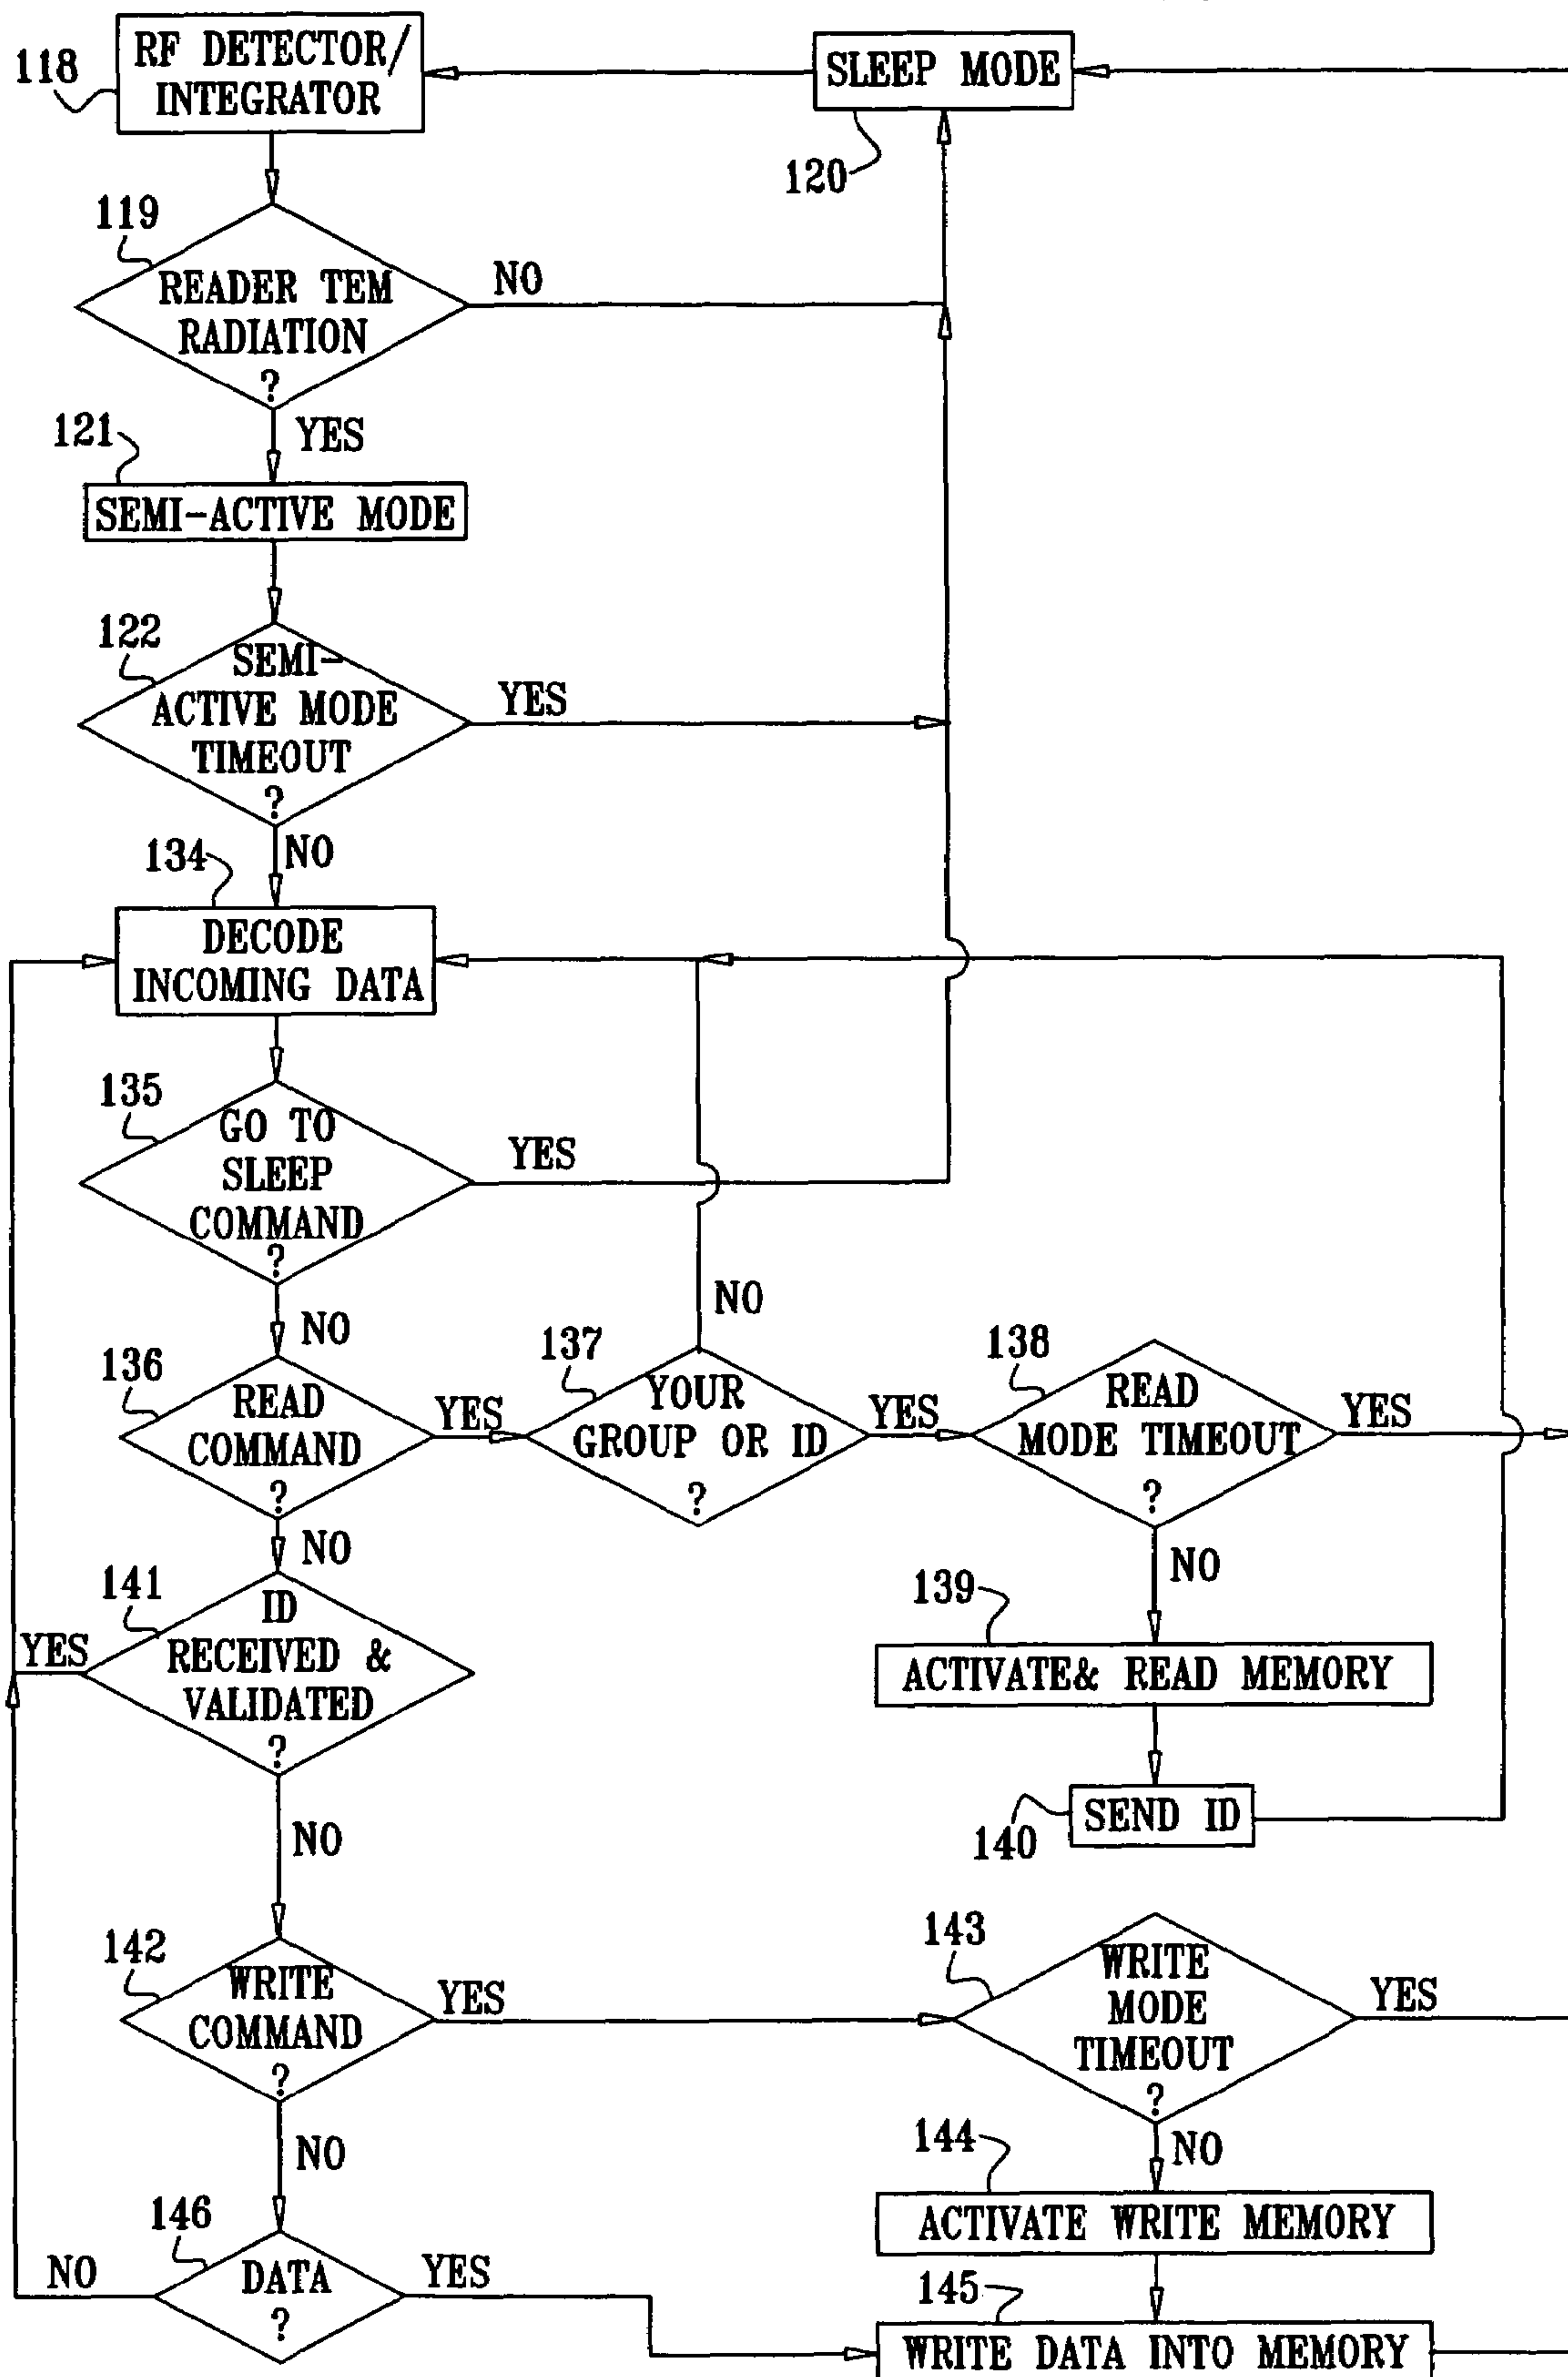 118
RF DETECTOR/
INTEGRATOR
SLEEP MODE
120
119
READER TEM
RADIATION
?
NO
YES
121
SEMI-ACTIVE MODE
122
SEMI-
ACTIVE MODE
TIMEOUT
?
YES
NO
134
DECODE
INCOMING DATA
135
GO TO
SLEEP
COMMAND
?
YES
NO
136
READ
COMMAND
?
YES
NO
137
YOUR
GROUP OR ID
?
NO
YES
138
READ
MODE TIMEOUT
?
YES
NO
139
ACTIVATE& READ MEMORY
140
SEND ID
141
ID
RECEIVED &
VALIDATED
?
YES
NO
142
WRITE
COMMAND
?
YES
NO
143
WRITE
MODE
TIMEOUT
?
YES
NO
144
ACTIVATE WRITE MEMORY
145
WRITE DATA INTO MEMORY
146
DATA
?
NO
YES